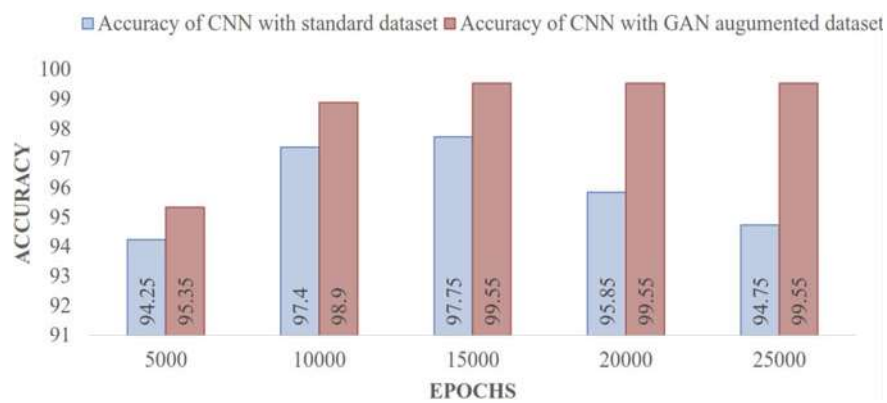 Accuracy of CNN with standard dataset Accuracy of CNN with GAN augumented dataset
100
99
98
97
96
95
94
93
92
91
ACCURACY
94.25 95.35 97.4 98.9 97.75 99.55 95.85 99.55 94.75 99.55
5000 10000 15000 20000 25000
EPOCHS